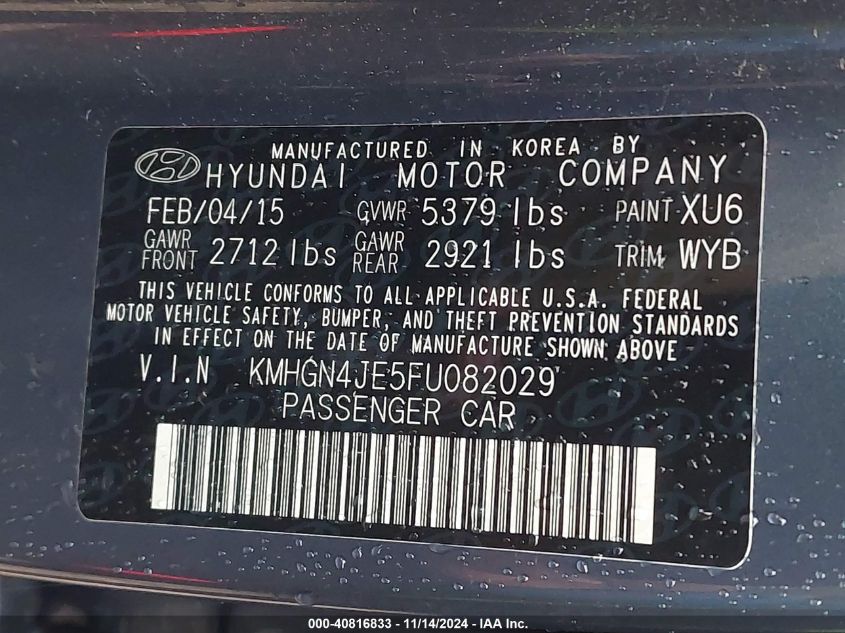 MANUFACTURED IN KOREA BY
HYUNDAI MOTOR COMPANY
FEB/04/15 GVWR 5379 lbs PAINT XU6
GAWR FRONT 2712 lbs GAWR REAR 2921 lbs TRIM WYB
THIS VEHICLE CONFORMS TO ALL APPLICABLE U.S.A. FEDERAL
MOTOR VEHICLE SAFETY, BUMPER, AND THEFT PREVENTION STANDARDS
IN EFFECT ON THE DATE OF MANUFACTURE SHOWN ABOVE
V.I.N KMHGN4JE5FU082029
PASSENGER CAR
000-40816833 - 11/14/2024 - IAA Inc.